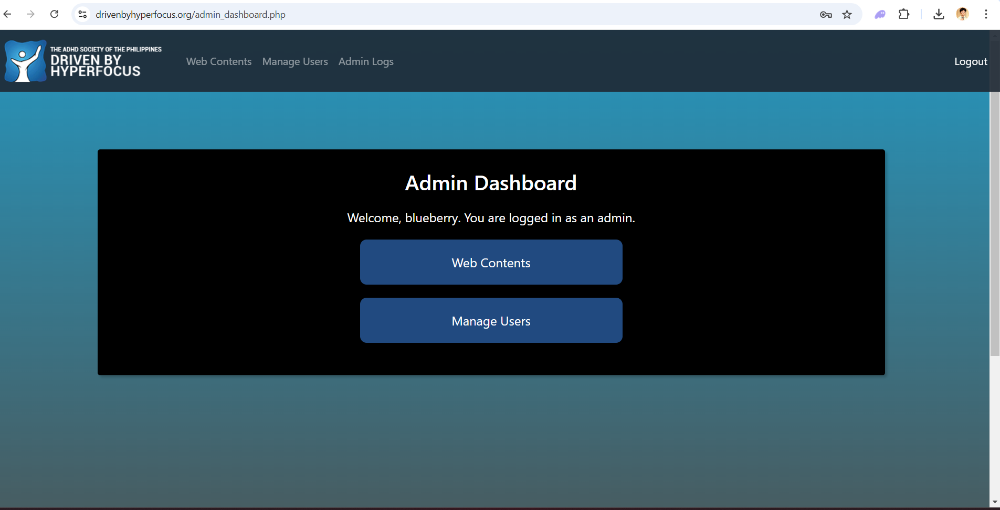 drivenbyhyperfocus.org/admin_dashboard.php
THE ADHD SOCIETY OF THE PHILIPPINES
DRIVEN BY
HYPERFOCUS
Web Contents Manage Users Admin Logs Logout
Admin Dashboard
Welcome, blueberry. You are logged in as an admin.
Web Contents
Manage Users